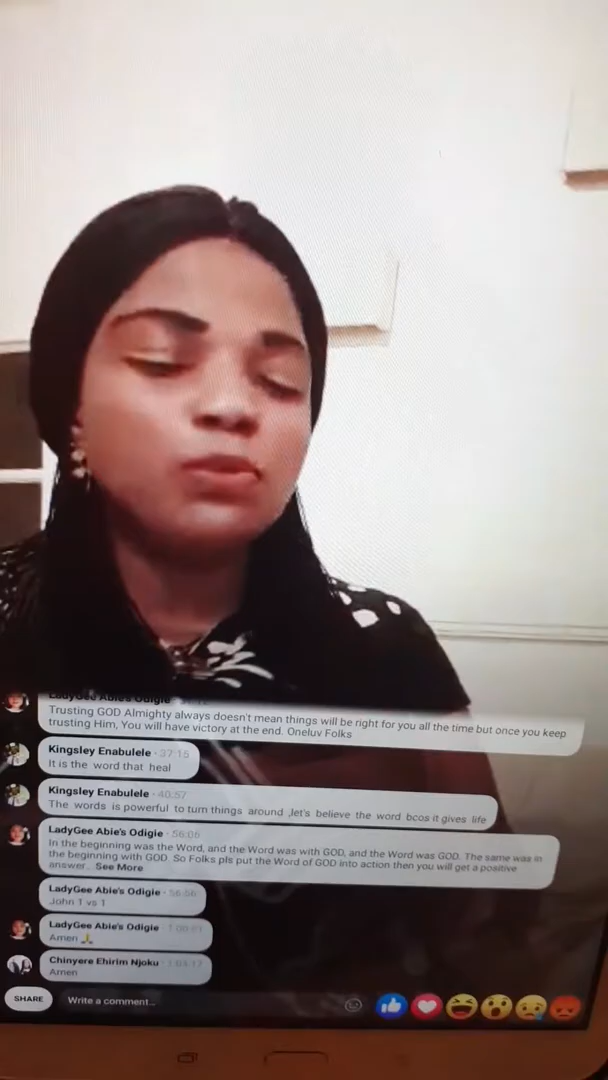 LadyGee Abie's Odigie
Trusting GOD Almighty always doesn't mean things will be right for you all the time but once you keep
trusting Him, You will have victory at the end. Oneluv Folks
Kingsley Enabulele · 37:15
It is the word that heal
Kingsley Enabulele · 40:57
The words is powerful to turn things around ,let's believe the word bcos it gives life
LadyGee Abie's Odigie · 56:06
In the beginning was the Word, and the Word was with GOD, and the Word was GOD. The same was in
the beginning with GOD. So Folks pls put the Word of GOD into action then you will get a positive
answer... See More
LadyGee Abie's Odigie · 56:56
John 1 vs 1
LadyGee Abie's Odigie
Amen 🙏
Chinyere Ehirim Njoku
Amen
SHARE
Write a comment...